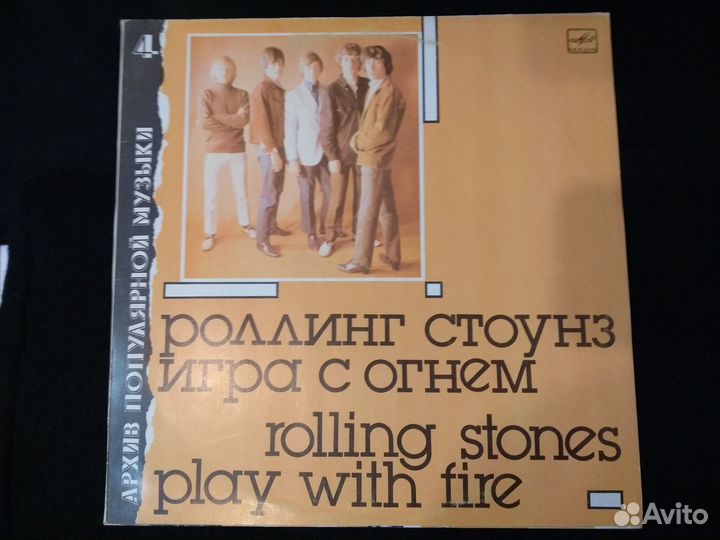 4
АРХИВ ПОПУЛЯРНОЙ МУЗЫКИ
РОЛЛИНГ СТОУНЗ
ИГРА С ОГНЕМ
rolling stones
play with fire
Avito